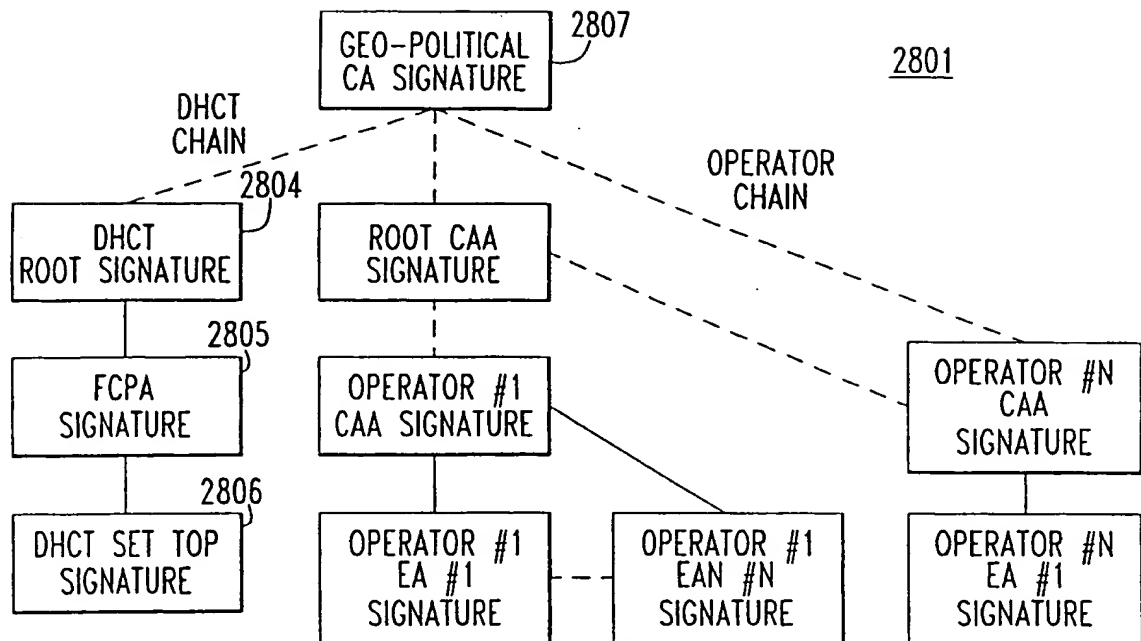 GEO-POLITICAL
CA SIGNATURE
2807
2801
DHCT
CHAIN
OPERATOR
CHAIN
2804
DHCT
ROOT SIGNATURE
ROOT CAA
SIGNATURE
2805
FCPA
SIGNATURE
OPERATOR #1
CAA SIGNATURE
OPERATOR #N
CAA
SIGNATURE
2806
DHCT SET TOP
SIGNATURE
OPERATOR #1
EA #1
SIGNATURE
OPERATOR #1
EAN #N
SIGNATURE
OPERATOR #N
EA #1
SIGNATURE